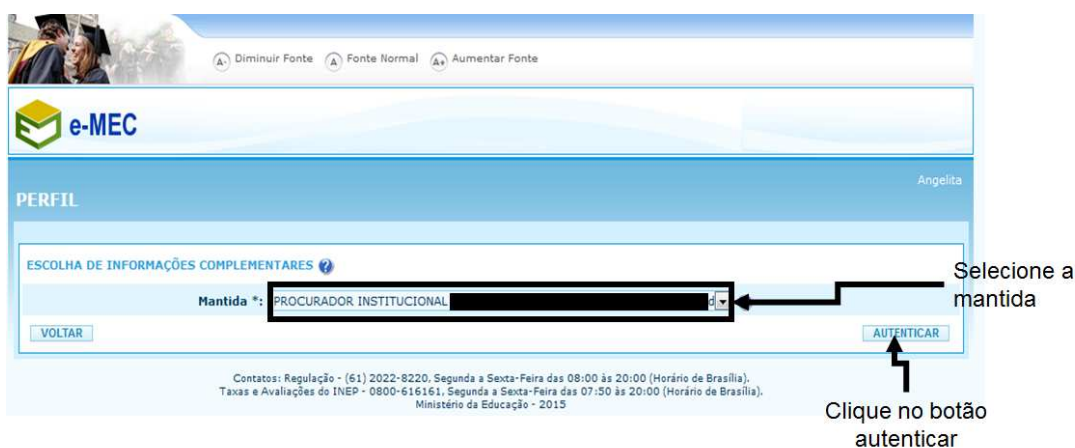 A- Diminuir Fonte A Fonte Normal A+ Aumentar Fonte
e-MEC
Angelita
PERFIL
ESCOLHA DE INFORMAÇÕES COMPLEMENTARES ?
Selecione a
mantida
Mantida *: PROCURADOR INSTITUCIONAL d
VOLTAR AUTENTICAR
Contatos: Regulação - (61) 2022-8220, Segunda a Sexta-Feira das 08:00 às 20:00 (Horário de Brasília).
Taxas e Avaliações do INEP - 0800-616161, Segunda a Sexta-Feira das 07:50 às 20:00 (Horário de Brasília).
Ministério da Educação - 2015
Clique no botão
autenticar